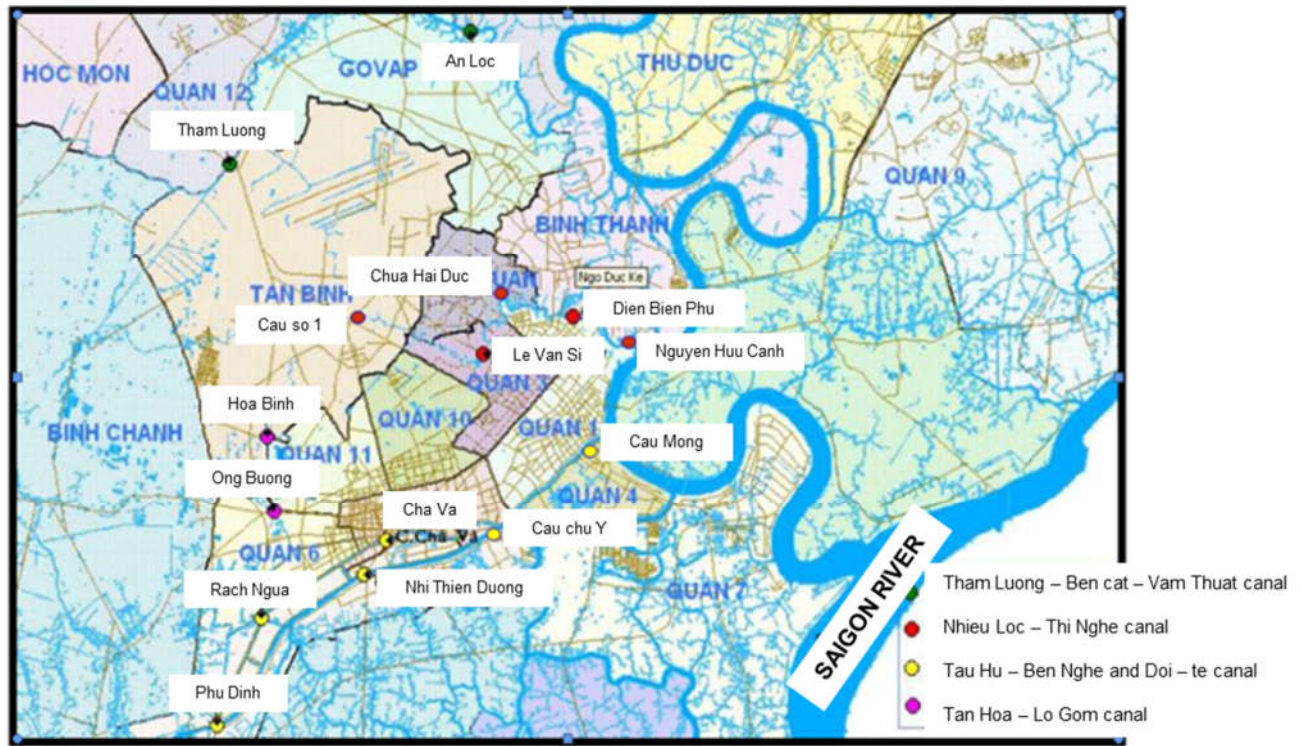 HOC MON
QUAN 12
GOVAP
An Loc
THU DUC
Tham Luong
QUAN 9
BINH THANH
Chua Hai Duc
UAN
Ngo Duc Ke
TAN BINH
Cau so 1
Dien Bien Phu
Le Van Si
Nguyen Huu Canh
QUAN 3
Hoa Binh
BINH CHANH
QUAN 10
QUAN 1
Cau Mong
QUAN 11
Ong Buong
QUAN 4
Cha Va
C.Chã Vá
Cau chu Y
QUAN 6
Rach Ngua
Nhi Thien Duong
QUAN 7
Phu Dinh
SAIGON RIVER
Tham Luong – Ben cat – Vam Thuat canal
Nhieu Loc – Thi Nghe canal
Tau Hu – Ben Nghe and Doi – te canal
Tan Hoa – Lo Gom canal